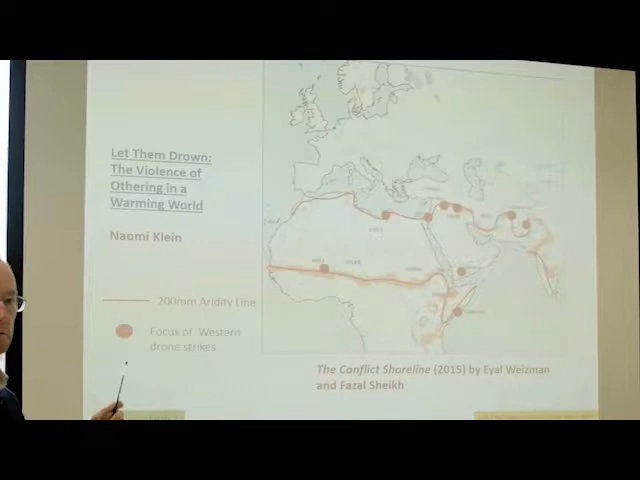 Let Them Drown:
The Violence of
Othering in a
Warming World
Naomi Klein
200mm Aridity Line
Focus of Western
drone strikes
The Conflict Shoreline (2015) by Eyal Weizman
and Fazal Sheikh